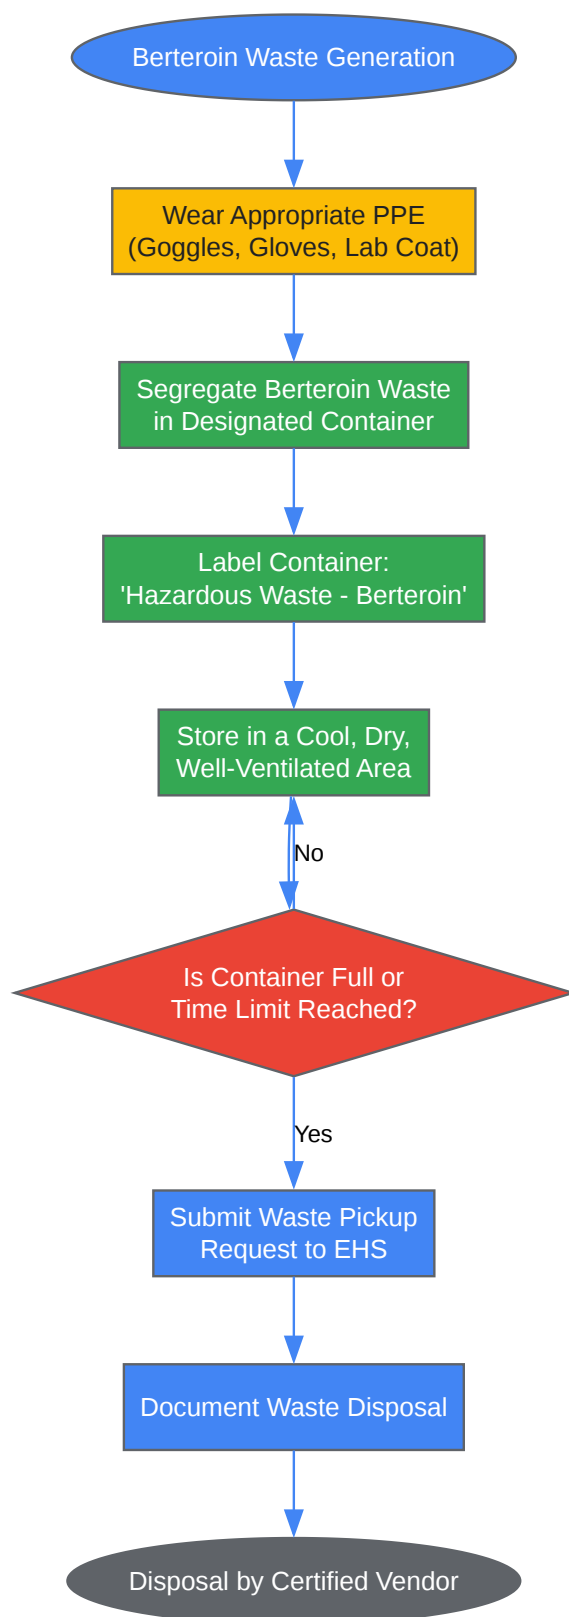 Berteroin Waste Generation
Wear Appropriate PPE
(Goggles, Gloves, Lab Coat)
Segregate Berteroin Waste
in Designated Container
Label Container:
'Hazardous Waste - Berteroin'
Store in a Cool, Dry,
Well-Ventilated Area
No
Is Container Full or
Time Limit Reached?
Yes
Submit Waste Pickup
Request to EHS
Document Waste Disposal
Disposal by Certified Vendor